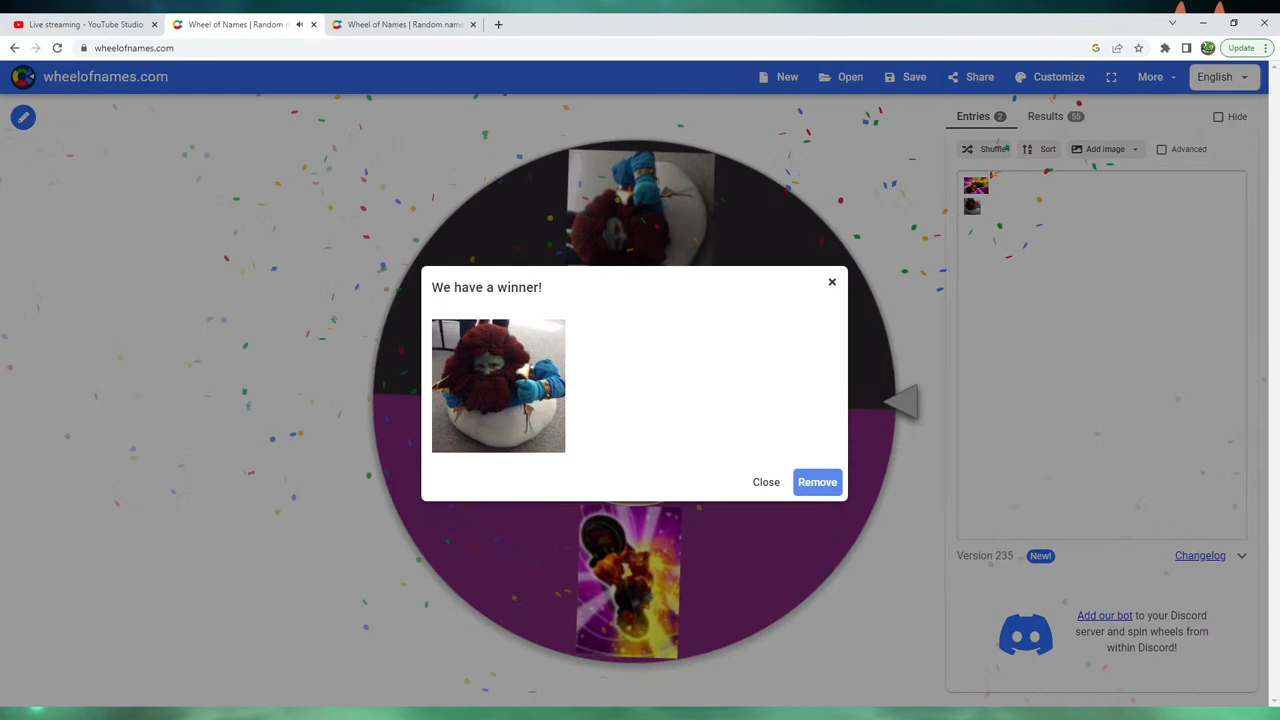 Live streaming - YouTube Studio
Wheel of Names | Random n
Wheel of Names | Random name
wheelofnames.com
Update
wheelofnames.com
New
Open
Save
Share
Customize
More
English
Entries 2
Results 55
Hide
Shuffle
Sort
Add image
Advanced
We have a winner!
Close
Remove
Version 235
New!
Changelog
Add our bot to your Discord
server and spin wheels from
within Discord!